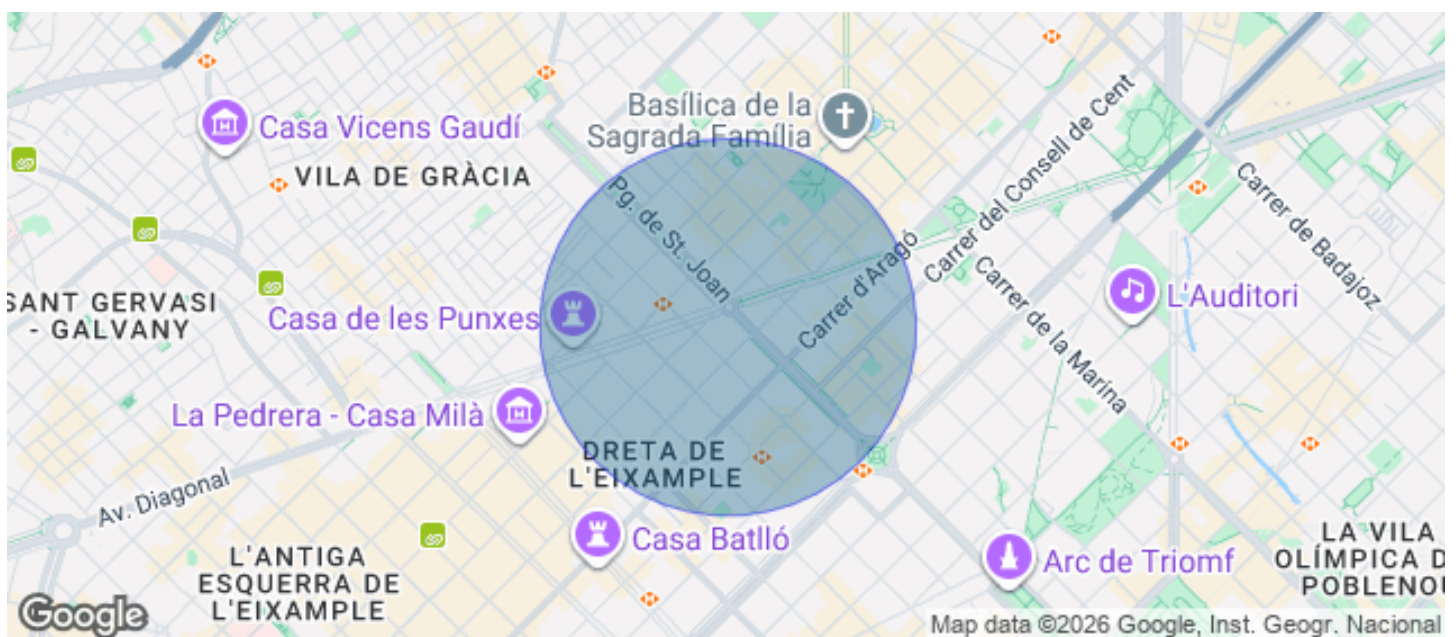 Basílica de la
Sagrada Família
Casa Vicens Gaudí
VILA DE GRÀCIA
Pg. de St. Joan
Carrer del Consell de Cent
Carrer de Badajoz
Carrer d'Aragó
Carrer de la Marina
SANT GERVASI
- GALVANY
Casa de les Punxes
L'Auditori
La Pedrera - Casa Milà
DRETA DE
L'EIXAMPLE
Av. Diagonal
Casa Batlló
Arc de Triomf
L'ANTIGA
ESQUERRA DE
L'EIXAMPLE
LA VILA
OLÍMPICA D
POBLENOU
Google
Map data ©2026 Google, Inst. Geogr. Nacional